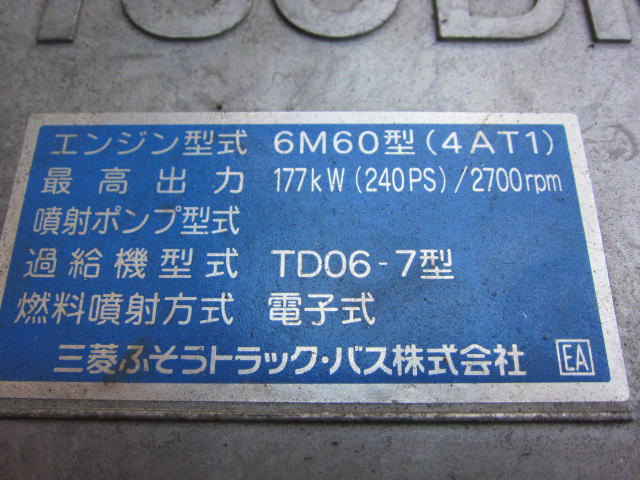 エンジン型式 6M60型(4AT1)
最高出力 177kW(240PS)/2700rpm
噴射ポンプ型式
過給機型式 TD06-7型
燃料噴射方式 電子式
三菱ふそうトラック・バス株式会社 EA